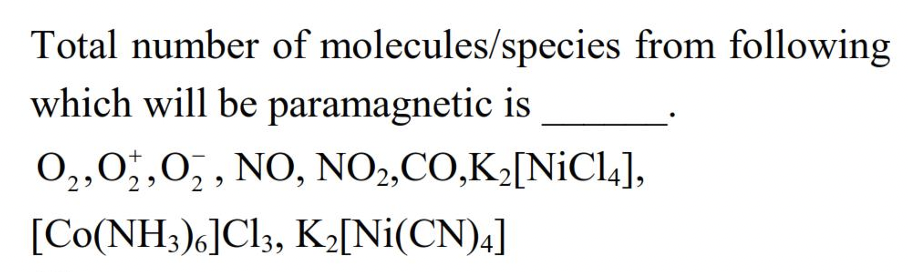 Total number of molecules/species from following
which will be paramagnetic is ______.
O₂,O₂⁺,O₂⁻ , NO, NO₂,CO,K₂[NiCl₄],
[Co(NH₃)₆]Cl₃, K₂[Ni(CN)₄]